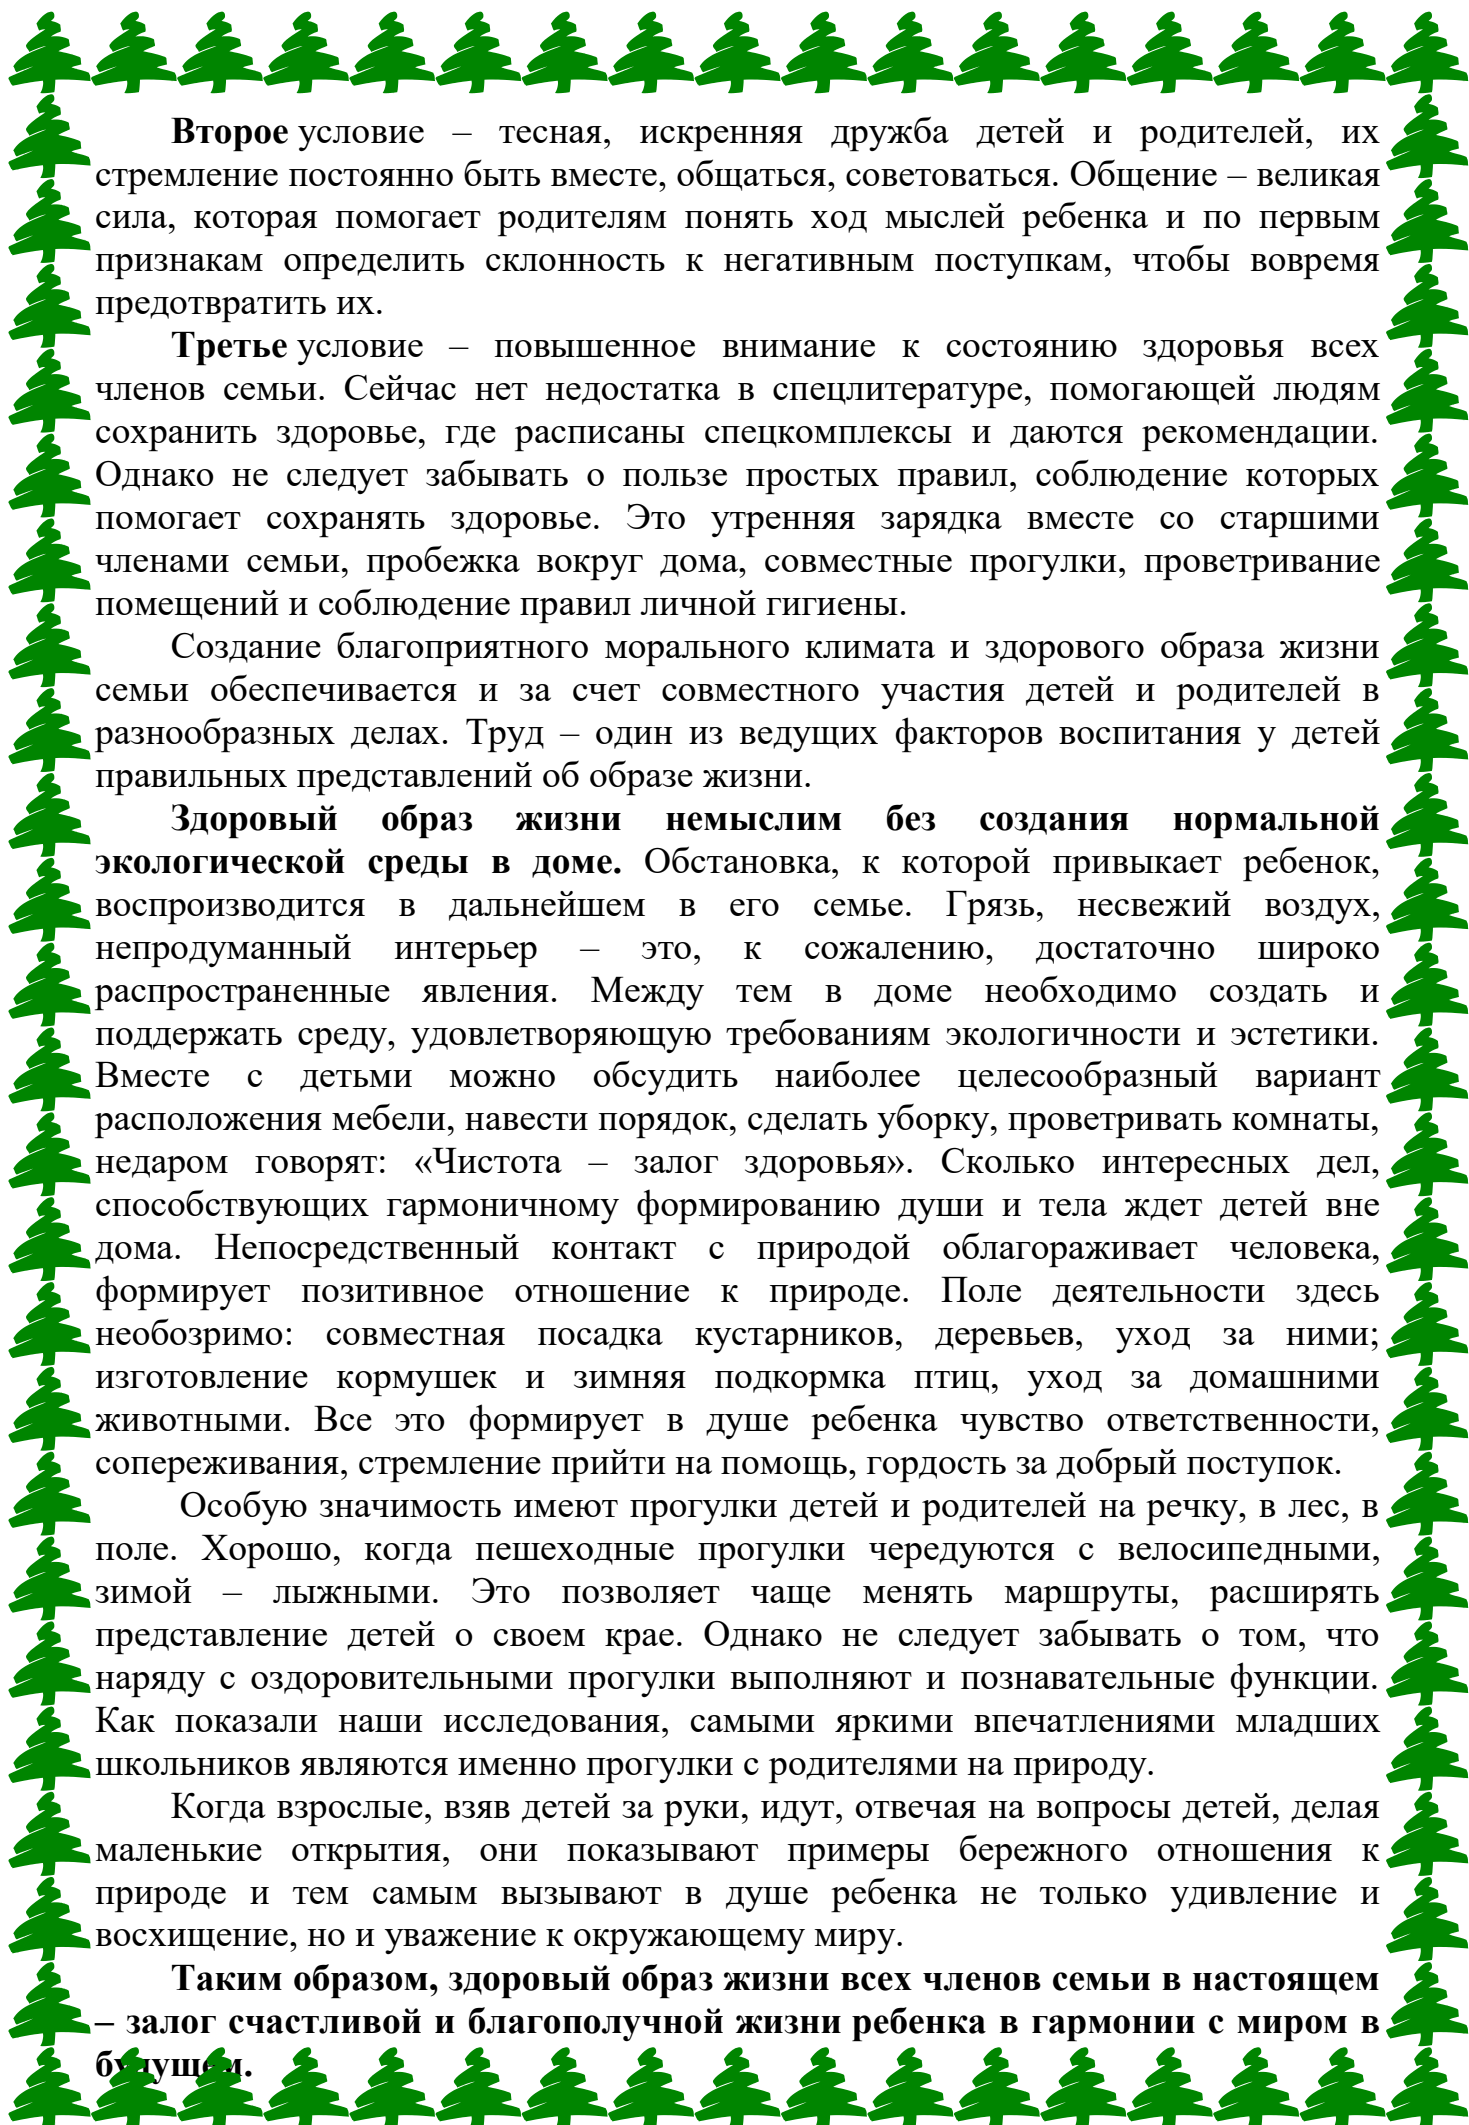 Второе условие – тесная, искренняя дружба детей и родителей, их
стремление постоянно быть вместе, общаться, советоваться. Общение – великая
сила, которая помогает родителям понять ход мыслей ребенка и по первым
признакам определить склонность к негативным поступкам, чтобы вовремя
предотвратить их.
Третье условие – повышенное внимание к состоянию здоровья всех
членов семьи. Сейчас нет недостатка в спецлитературе, помогающей людям
сохранить здоровье, где расписаны спецкомплексы и даются рекомендации.
Однако не следует забывать о пользе простых правил, соблюдение которых
помогает сохранять здоровье. Это утренняя зарядка вместе со старшими
членами семьи, пробежка вокруг дома, совместные прогулки, проветривание
помещений и соблюдение правил личной гигиены.
Создание благоприятного морального климата и здорового образа жизни
семьи обеспечивается и за счет совместного участия детей и родителей в
разнообразных делах. Труд – один из ведущих факторов воспитания у детей
правильных представлений об образе жизни.
Здоровый образ жизни немыслим без создания нормальной
экологической среды в доме. Обстановка, к которой привыкает ребенок,
воспроизводится в дальнейшем в его семье. Грязь, несвежий воздух,
непродуманный интерьер – это, к сожалению, достаточно широко
распространенные явления. Между тем в доме необходимо создать и
поддержать среду, удовлетворяющую требованиям экологичности и эстетики.
Вместе с детьми можно обсудить наиболее целесообразный вариант
расположения мебели, навести порядок, сделать уборку, проветривать комнаты,
недаром говорят: «Чистота – залог здоровья». Сколько интересных дел,
способствующих гармоничному формированию души и тела ждет детей вне
дома. Непосредственный контакт с природой облагораживает человека,
формирует позитивное отношение к природе. Поле деятельности здесь
необозримо: совместная посадка кустарников, деревьев, уход за ними;
изготовление кормушек и зимняя подкормка птиц, уход за домашними
животными. Все это формирует в душе ребенка чувство ответственности,
сопереживания, стремление прийти на помощь, гордость за добрый поступок.
Особую значимость имеют прогулки детей и родителей на речку, в лес, в
поле. Хорошо, когда пешеходные прогулки чередуются с велосипедными,
зимой – лыжными. Это позволяет чаще менять маршруты, расширять
представление детей о своем крае. Однако не следует забывать о том, что
наряду с оздоровительными прогулки выполняют и познавательные функции.
Как показали наши исследования, самыми яркими впечатлениями младших
школьников являются именно прогулки с родителями на природу.
Когда взрослые, взяв детей за руки, идут, отвечая на вопросы детей, делая
маленькие открытия, они показывают примеры бережного отношения к
природе и тем самым вызывают в душе ребенка не только удивление и
восхищение, но и уважение к окружающему миру.
Таким образом, здоровый образ жизни всех членов семьи в настоящем
– залог счастливой и благополучной жизни ребенка в гармонии с миром в
будущем.